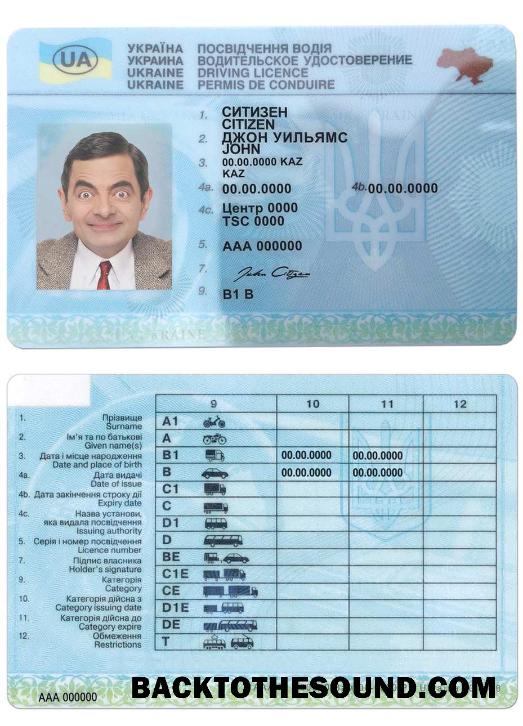 UA
УКРАЇНА ПОСВІДЧЕННЯ ВОДІЯ
УКРАИНА ВОДИТЕЛЬСКОЕ УДОСТОВЕРЕНИЕ
UKRAINE DRIVING LICENCE
UKRAINE PERMIS DE CONDUIRE
1. СИТИЗЕН
CITIZEN
2. ДЖОН УИЛЬЯМС
JOHN
3. 00.00.0000 KAZ
KAZ
4a. 00.00.0000 4b. 00.00.0000
4c. Центр 0000
TSC 0000
5. AAA 000000
7. John Citizen
9. B1 B
9 10 11 12
1. Прізвище
Surname
2. Ім'я та по батькові
Given name(s)
3. Дата і місце народження
Date and place of birth
4a. Дата видачі
Date of issue
4b. Дата закінчення строку дії
Expiry date
4c. Назва установи,
яка видала посвідчення
Issuing authority
5. Серія і номер посвідчення
Licence number
7. Підпис власника
Holder's signature
9. Категорія
Category
10. Категорія дійсна з
Category issuing date
11. Категорія дійсна до
Category expire
12. Обмеження
Restrictions
A1
A
B1 00.00.0000 00.00.0000
B 00.00.0000 00.00.0000
C1
C
D1
D
BE
C1E
CE
D1E
DE
T
AAA 000000
BACKTOTHESOUND.COM